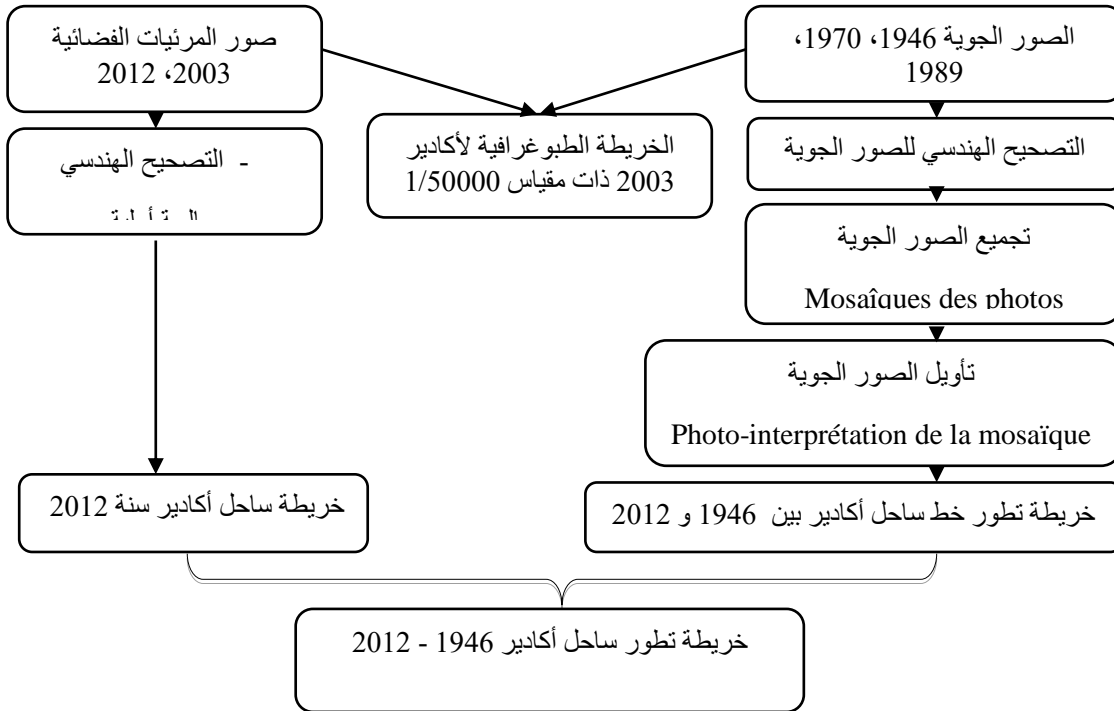 الصور الجوية 1946، 1970،
1989
صور المرئيات الفضائية
2003، 2012
الخريطة الطبوغرافية لأكادير
2003 ذات مقياس 1/50000
التصحيح الهندسي للصور الجوية
- التصحيح الهندسي
تجميع الصور الجوية
Mosaîques des photos
تأويل الصور الجوية
Photo-interprétation de la mosaïque
خريطة تطور خط ساحل أكادير بين 1946 و 2012
خريطة ساحل أكادير سنة 2012
خريطة تطور ساحل أكادير 1946 - 2012